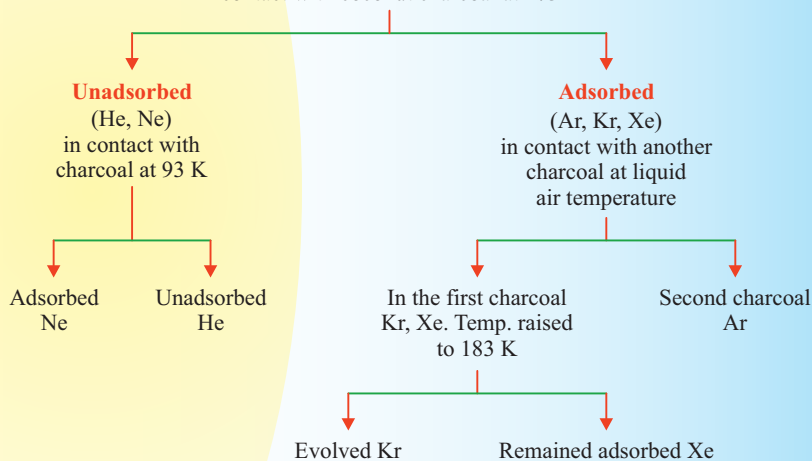 Unadsorbed
(He, Ne)
in contact with
charcoal at 93 K
Adsorbed
(Ar, Kr, Xe)
in contact with another
charcoal at liquid
air temperature
Adsorbed
Ne
Unadsorbed
He
In the first charcoal
Kr, Xe. Temp. raised
to 183 K
Second charcoal
Ar
Evolved Kr
Remained adsorbed Xe